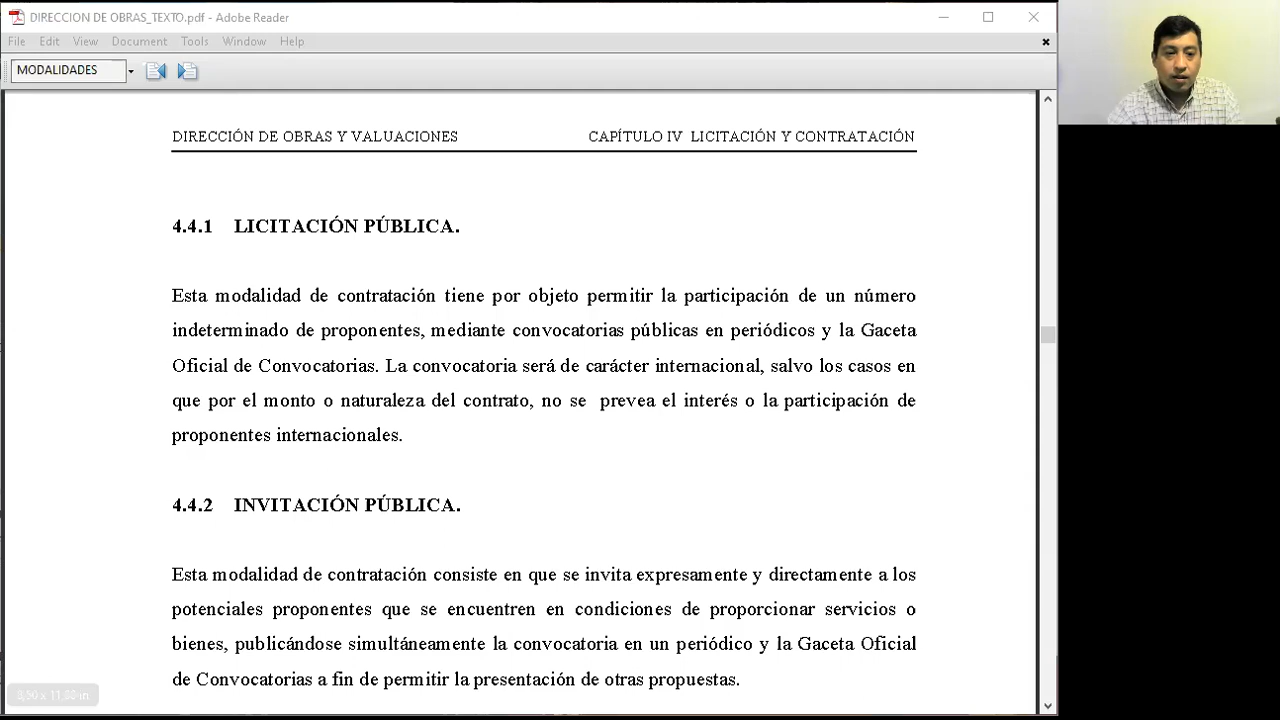 DIRECCION DE OBRAS_TEXTO.pdf - Adobe Reader
File Edit View Document Tools Window Help
MODALIDADES
DIRECCIÓN DE OBRAS Y VALUACIONES CAPÍTULO IV LICITACIÓN Y CONTRATACIÓN
4.4.1 LICITACIÓN PÚBLICA.
Esta modalidad de contratación tiene por objeto permitir la participación de un número
indeterminado de proponentes, mediante convocatorias públicas en periódicos y la Gaceta
Oficial de Convocatorias. La convocatoria será de carácter internacional, salvo los casos en
que por el monto o naturaleza del contrato, no se prevea el interés o la participación de
proponentes internacionales.
4.4.2 INVITACIÓN PÚBLICA.
Esta modalidad de contratación consiste en que se invita expresamente y directamente a los
potenciales proponentes que se encuentren en condiciones de proporcionar servicios o
bienes, publicándose simultáneamente la convocatoria en un periódico y la Gaceta Oficial
de Convocatorias a fin de permitir la presentación de otras propuestas.